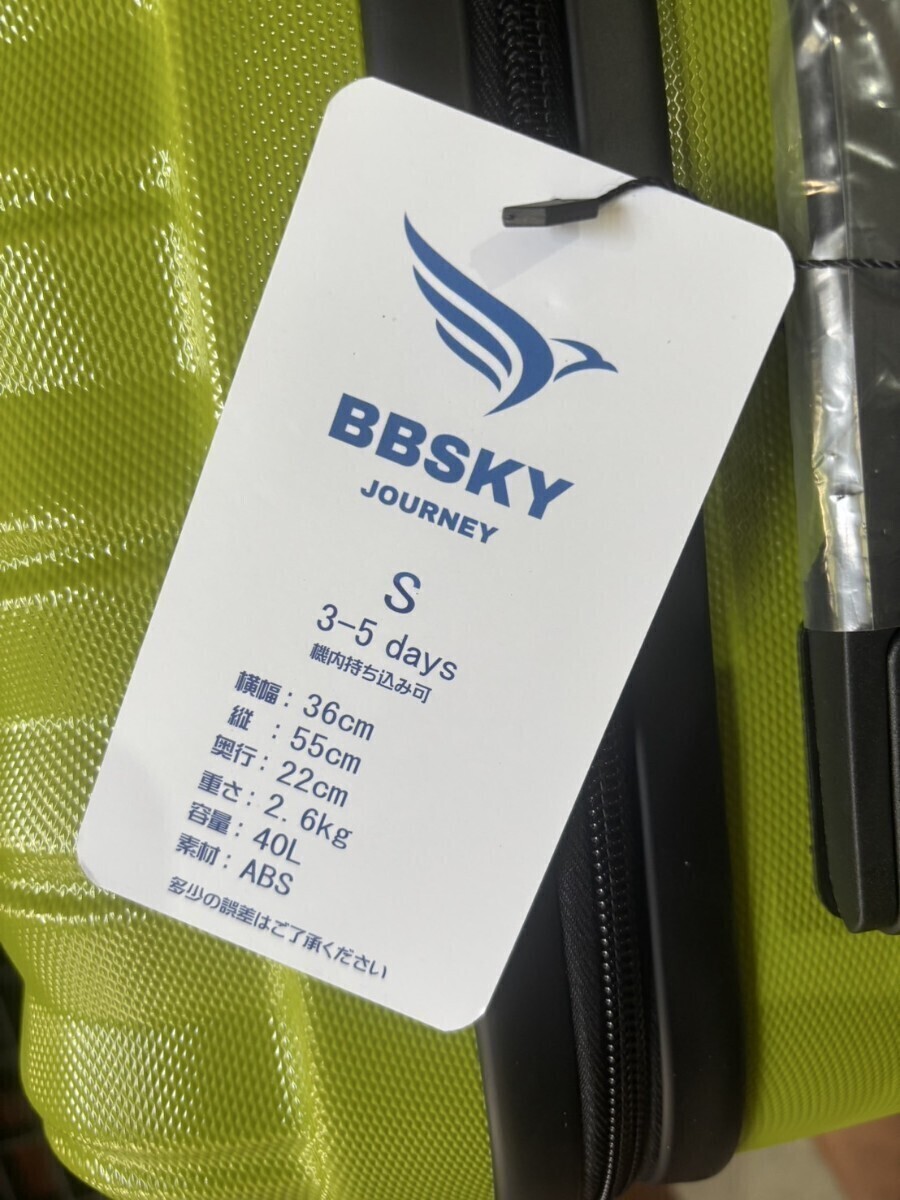 BBSKY
JOURNEY
S
3-5 days
機内持ち込み可
横幅: 36cm
縦 : 55cm
奥行: 22cm
重さ: 2.6kg
容量: 40L
素材: ABS
多少の誤差はご了承ください